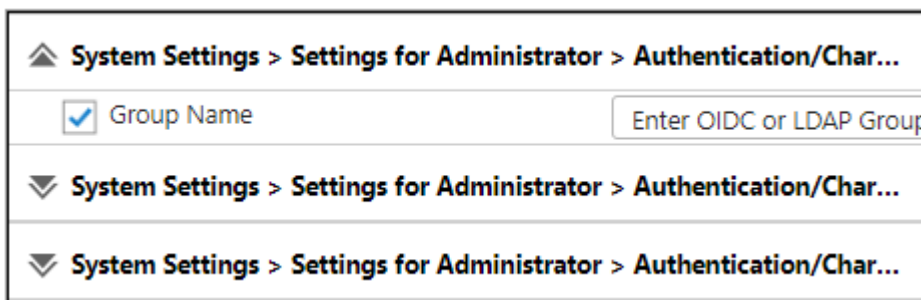 System Settings > Settings for Administrator > Authentication/Char...
Group Name
Enter OIDC or LDAP Group
System Settings > Settings for Administrator > Authentication/Char...
System Settings > Settings for Administrator > Authentication/Char...